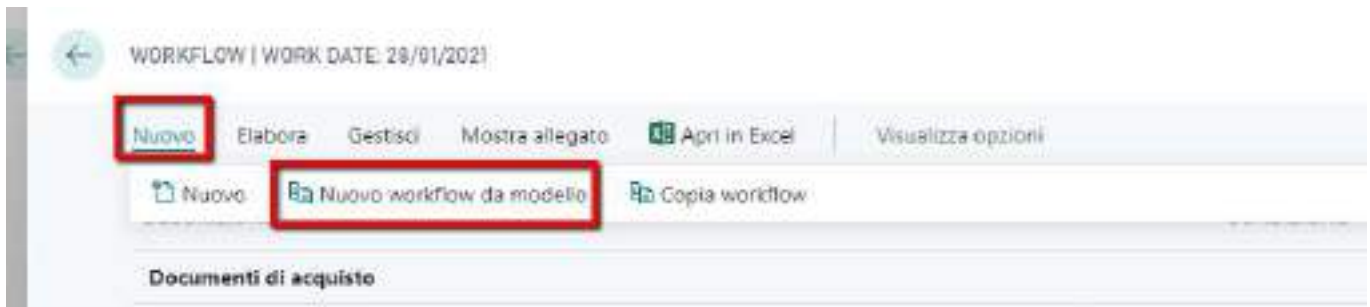 WORKFLOW | WORK DATE: 28/01/2021
Nuovo Elabora Gestisci Mostra allegato Apri in Excel Visualizza opzioni
Nuovo Nuovo workflow da modello Copia workflow
Documenti di acquisto